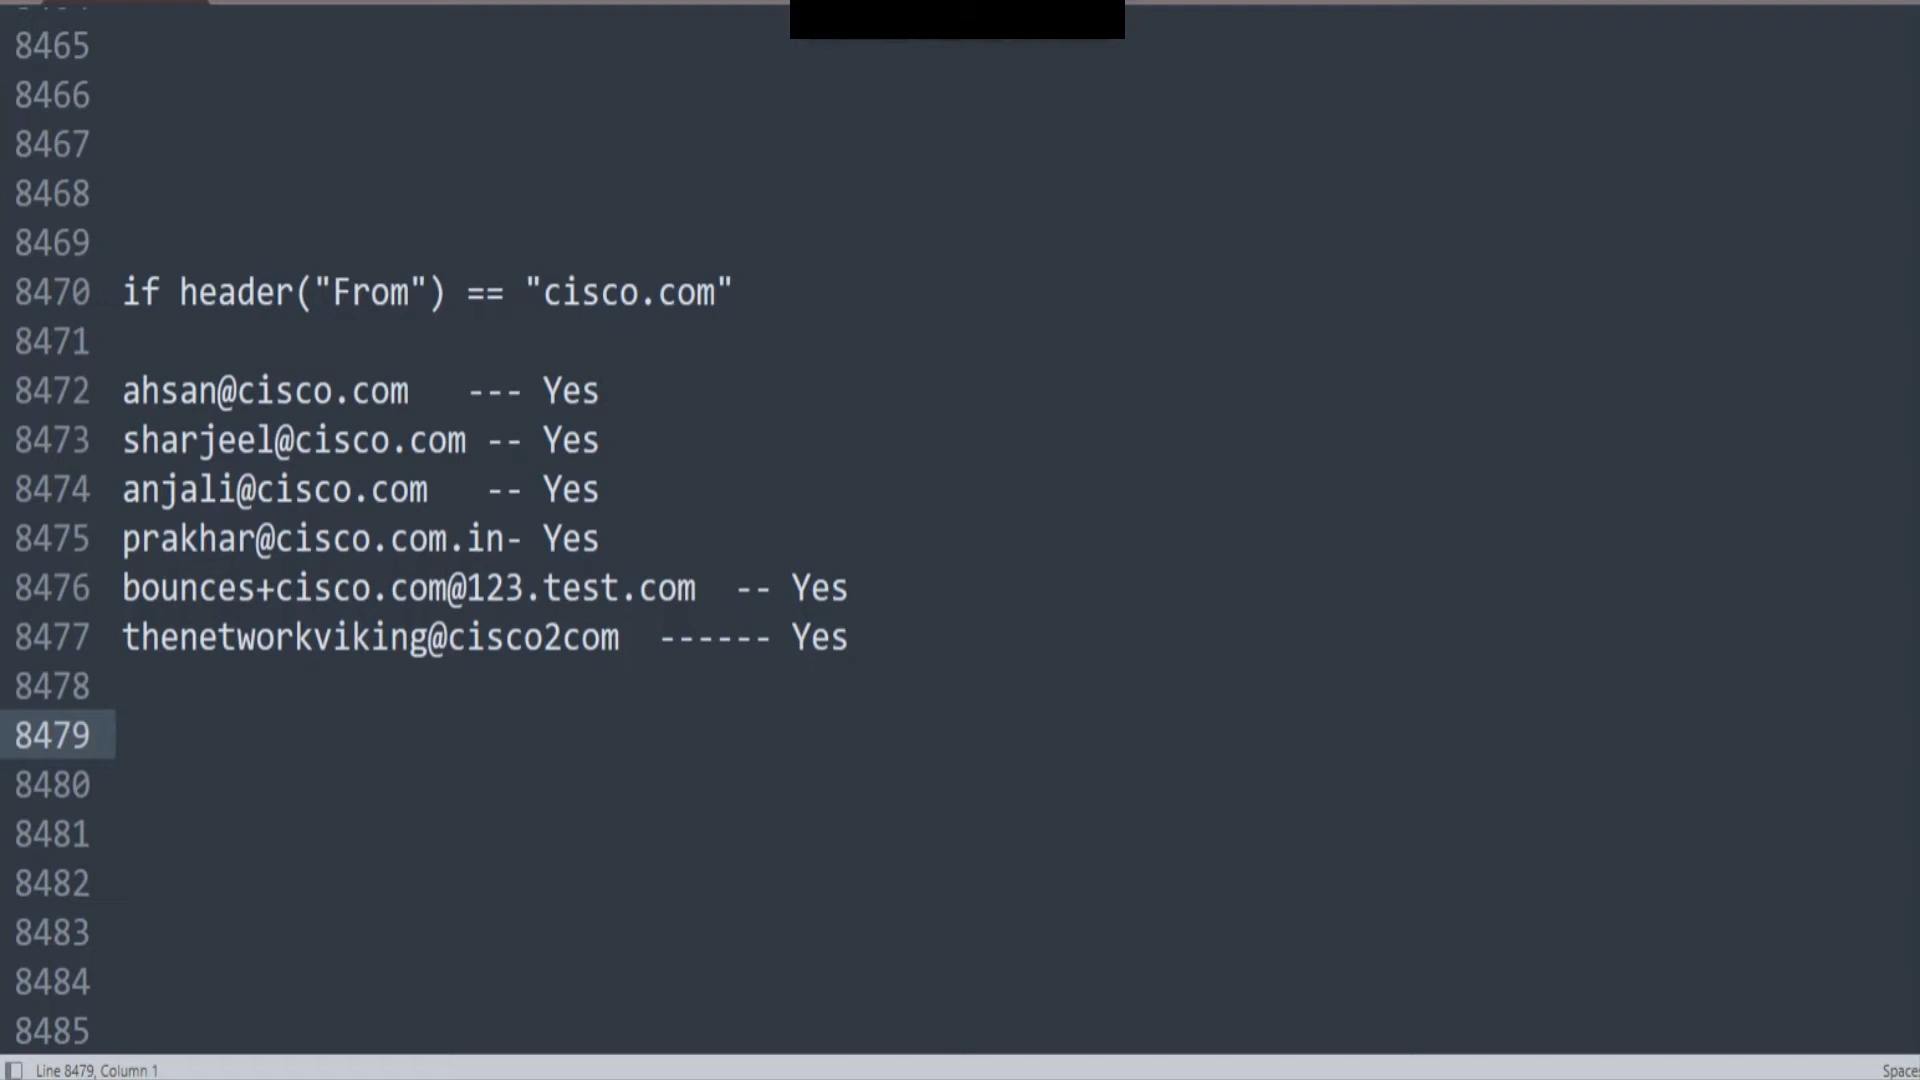 8465
8466
8467
8468
8469
8470 if header("From") == "cisco.com"
8471
8472 ahsan@cisco.com   --- Yes
8473 sharjeel@cisco.com -- Yes
8474 anjali@cisco.com   -- Yes
8475 prakhar@cisco.com.in- Yes
8476 bounces+cisco.com@123.test.com  -- Yes
8477 thenetworkviking@cisco2com  ------ Yes
8478
8479
8480
8481
8482
8483
8484
8485
Line 8479, Column 1